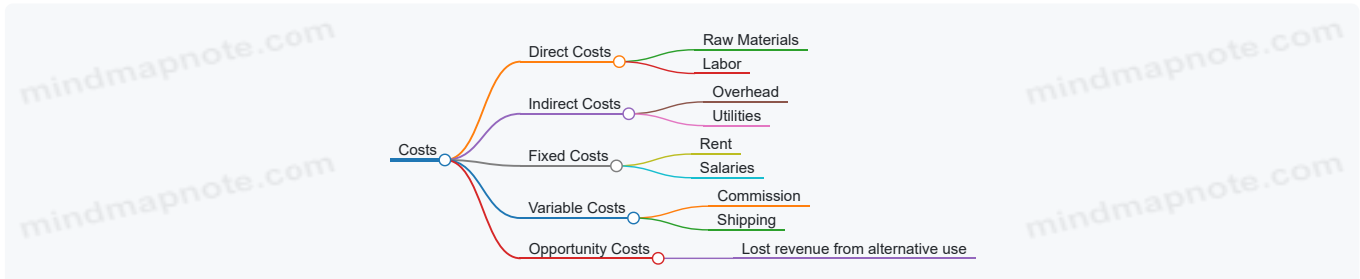 mindmapnote.com
mindmapnote.com
Costs
Direct Costs
Raw Materials
Labor
Indirect Costs
Overhead
Utilities
Fixed Costs
Rent
Salaries
Variable Costs
Commission
Shipping
Opportunity Costs
Lost revenue from alternative use
mindmapnote.com
mindmapnote.com